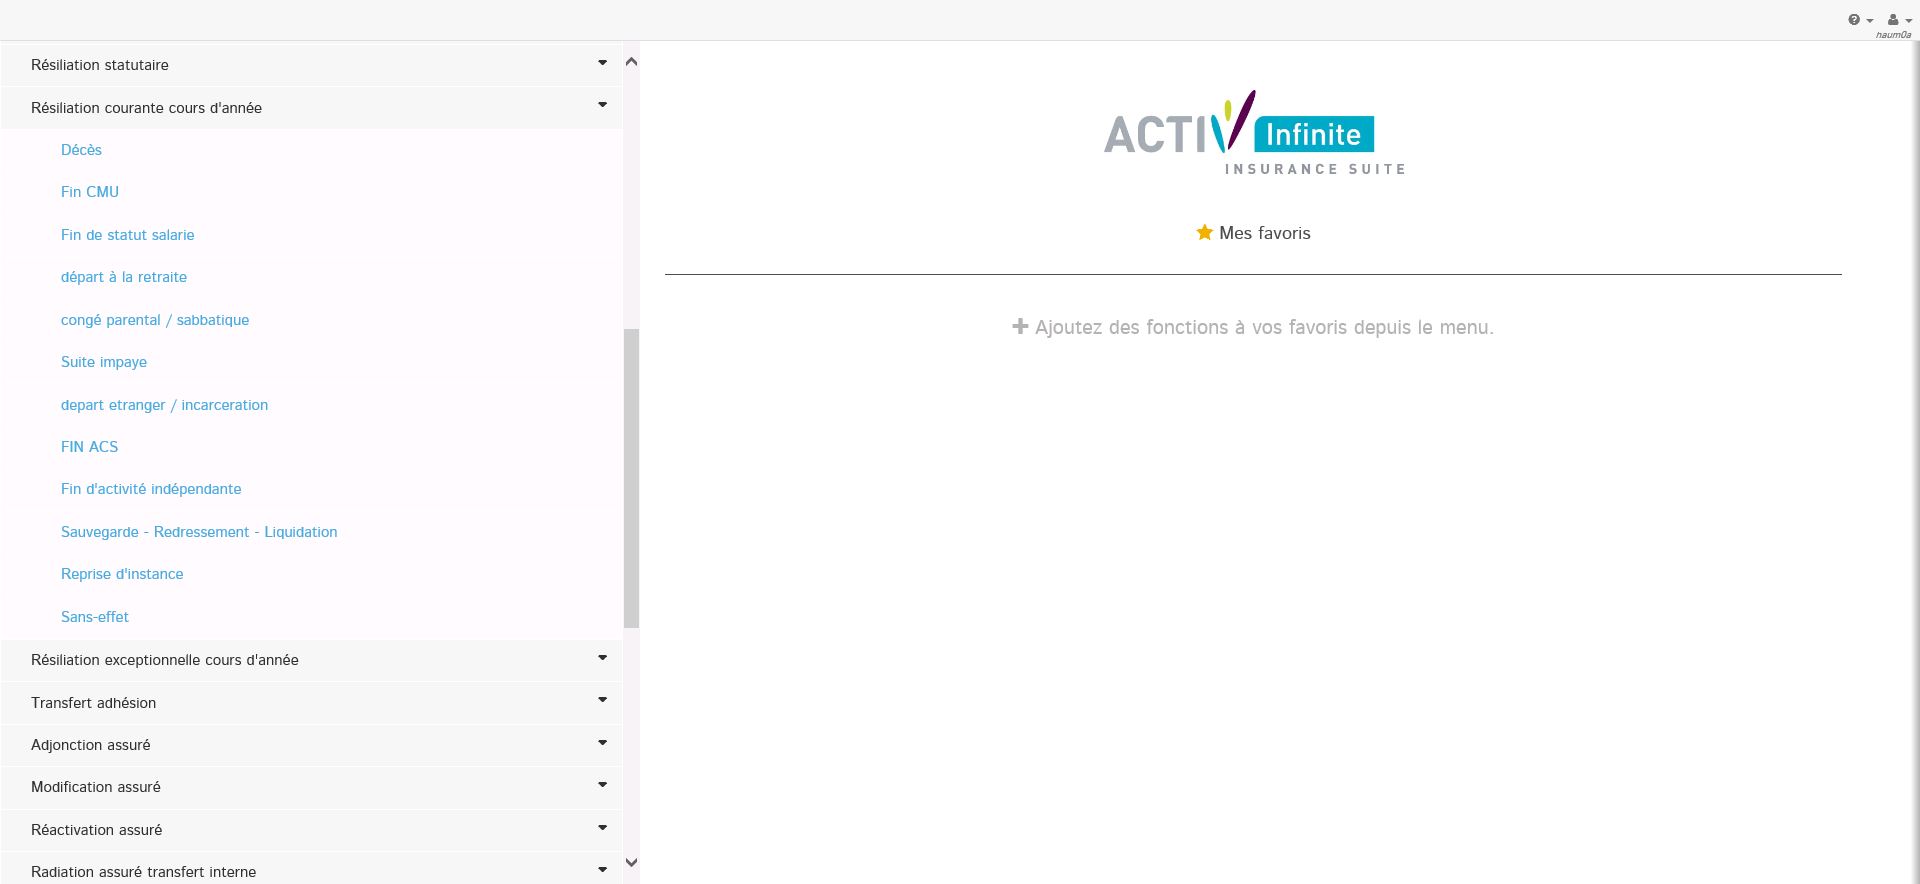 haum0a
Résiliation statutaire
Résiliation courante cours d'année
Décès
Fin CMU
Fin de statut salarie
départ à la retraite
congé parental / sabbatique
Suite impaye
depart etranger / incarceration
FIN ACS
Fin d'activité indépendante
Sauvegarde - Redressement - Liquidation
Reprise d'instance
Sans-effet
Résiliation exceptionnelle cours d'année
Transfert adhésion
Adjonction assuré
Modification assuré
Réactivation assuré
Radiation assuré transfert interne
ACTIV Infinite
INSURANCE SUITE
Mes favoris
Ajoutez des fonctions à vos favoris depuis le menu.